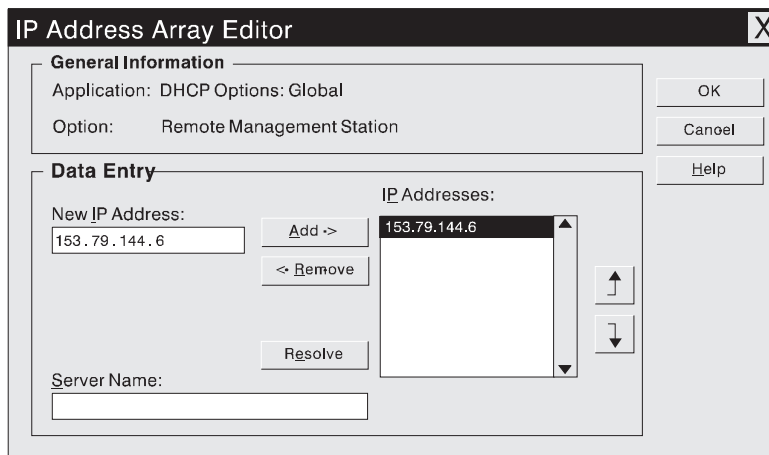 IP Address Array Editor X
General Information
Application: DHCP Options: Global
Option: Remote Management Station
OK
Cancel
Help
Data Entry
New IP Address:
153.79.144.6
Add ->
<- Remove
Resolve
Server Name:
IP Addresses:
153.79.144.6